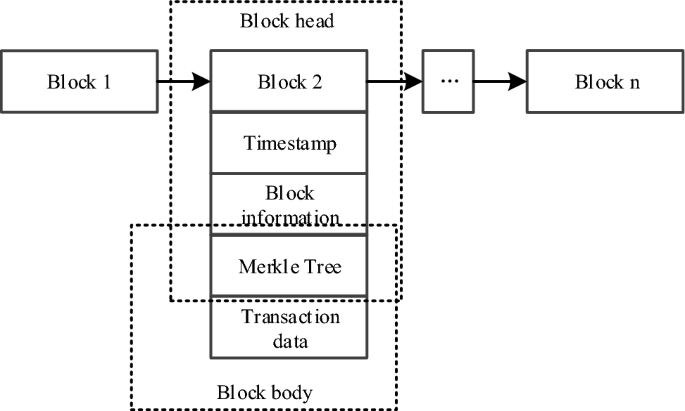 Block head
Block 1
Block 2
...
Block n
Timestamp
Block
information
Merkle Tree
Transaction
data
Block body